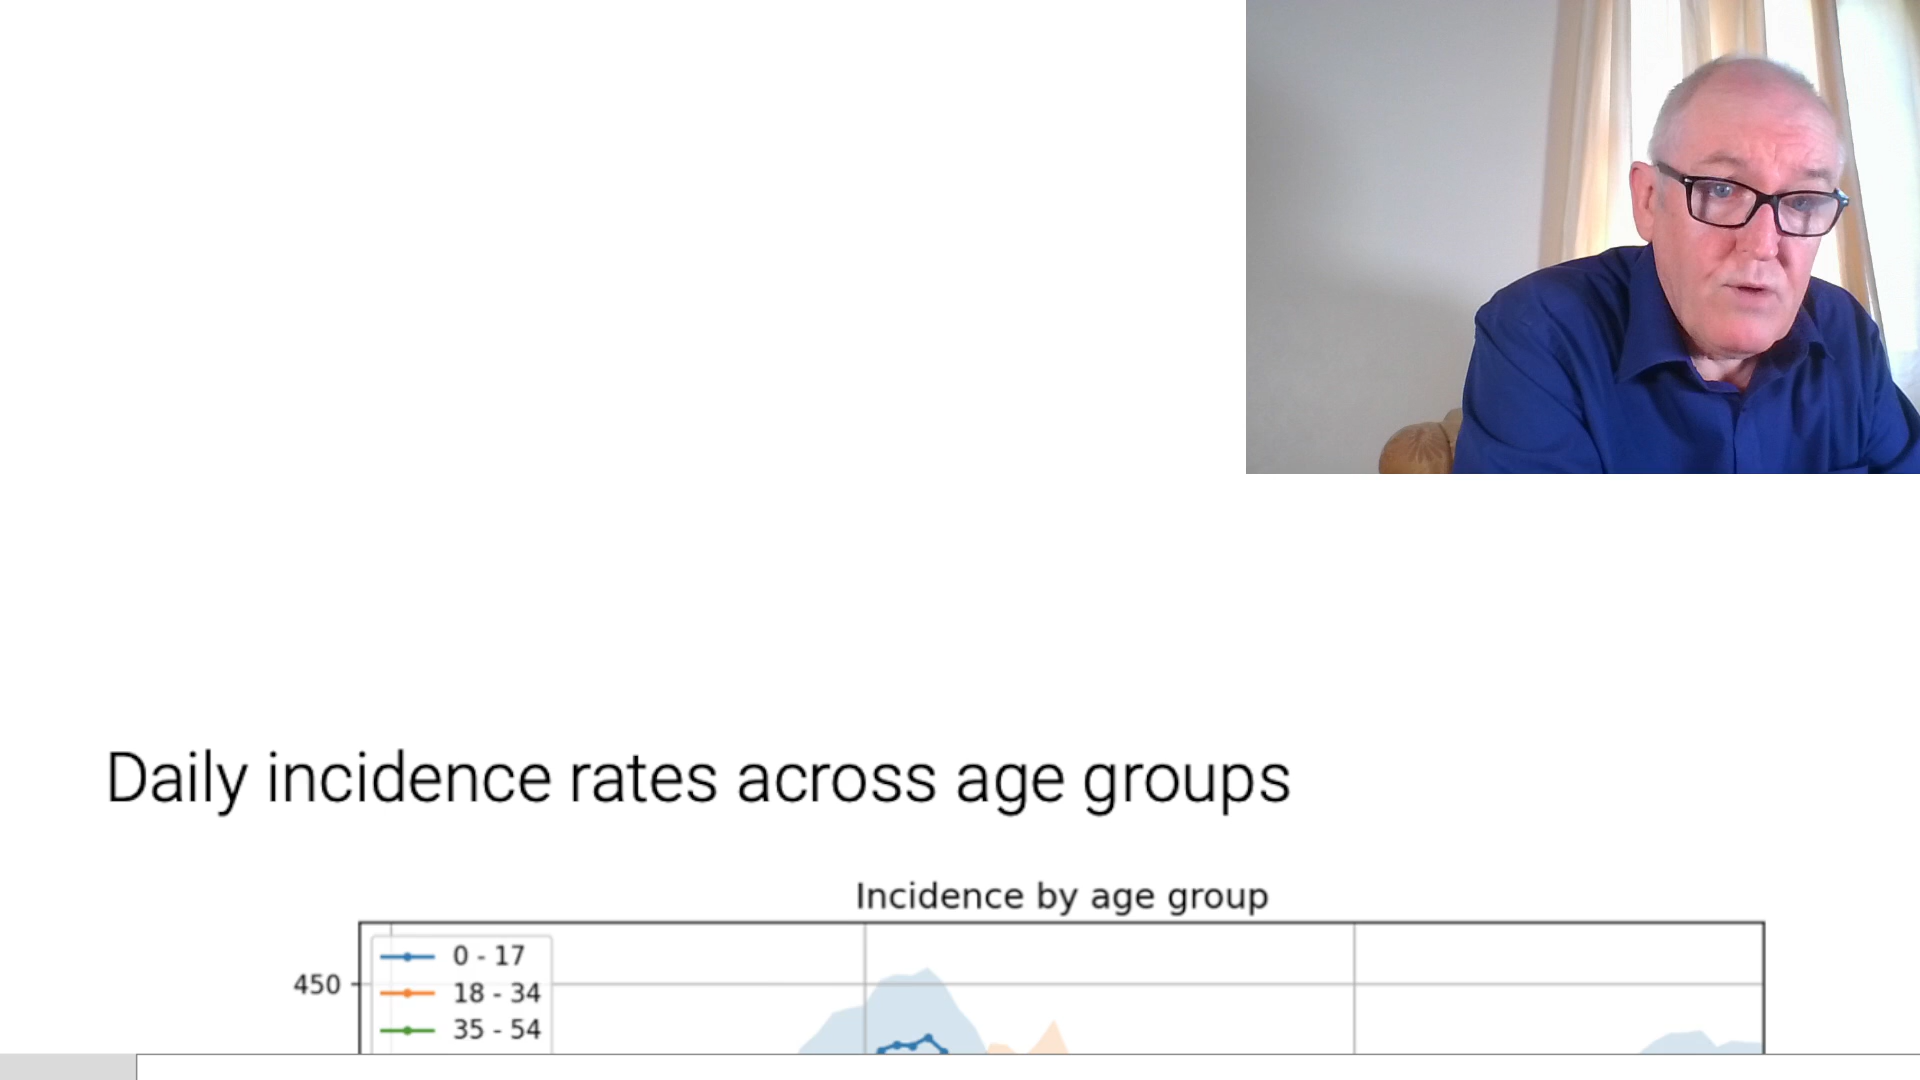 Daily incidence rates across age groups
Incidence by age group
0 - 17
450
18 - 34
35 - 54